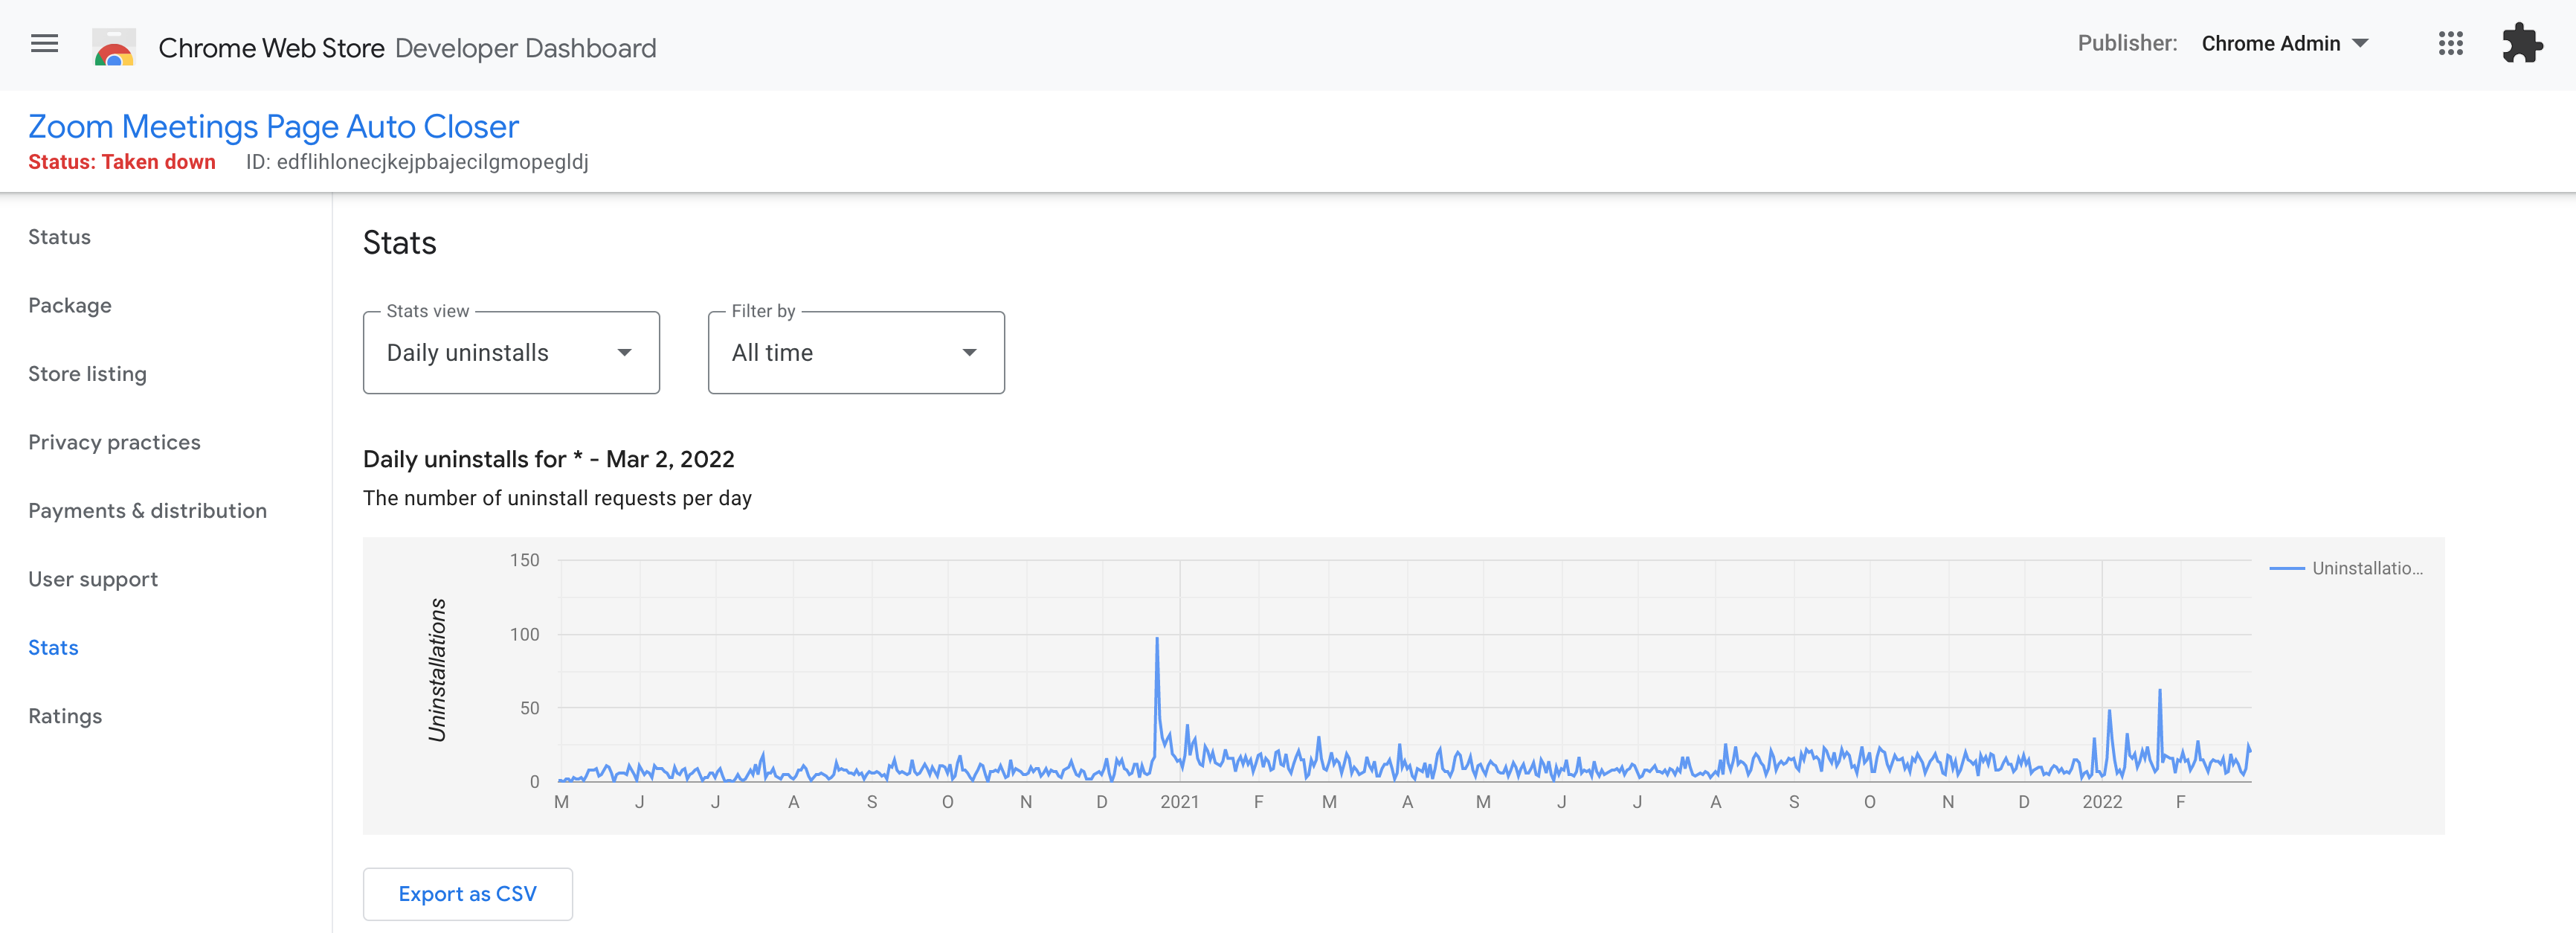 Chrome Web Store Developer Dashboard
Publisher: Chrome Admin
Zoom Meetings Page Auto Closer
Status: Taken down ID: edflihlonecjkejpbajecilgmopegldj
Status
Package
Store listing
Privacy practices
Payments & distribution
User support
Stats
Ratings
Stats
Stats view
Daily uninstalls
Filter by
All time
Daily uninstalls for * - Mar 2, 2022
The number of uninstall requests per day
Uninstallations
150
100
50
0
M J J A S O N D 2021 F M A M J J A S O N D 2022 F
Uninstallatio...
Export as CSV